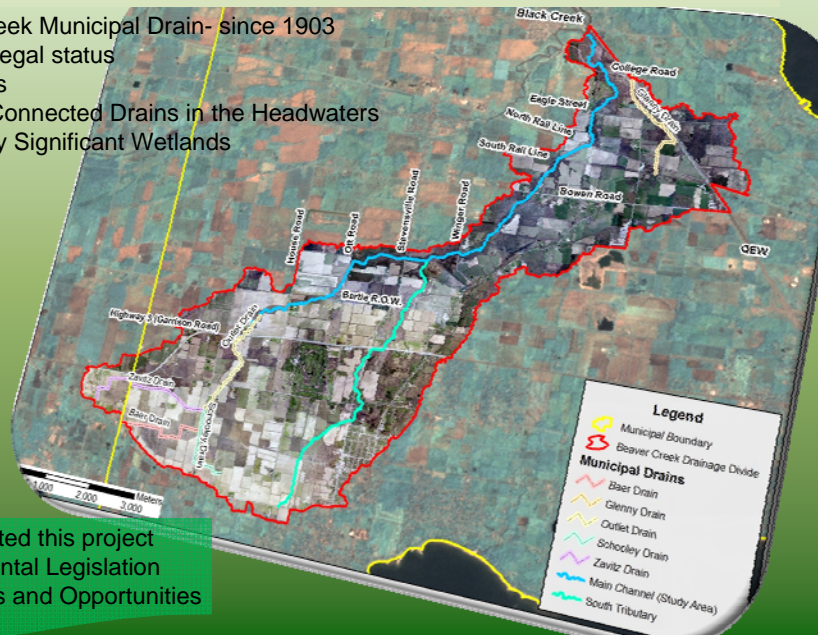 eek Municipal Drain- since 1903
egal status
s
Connected Drains in the Headwaters
y Significant Wetlands
Black Creek
College Road
Glenny Drain
Eagle Street
North Rail Line
South Rail Line
Bowen Road
QEW
Stevensville Road
Winger Road
House Road
Ott Road
Bertie R.O.W.
Highway 3 (Garrison Road)
Outlet Drain
Zavitz Drain
Baer Drain
Schooley Drain
1,000 2,000 3,000 Meters
Legend
Municipal Boundary
Beaver Creek Drainage Divide
Municipal Drains
Baer Drain
Glenny Drain
Outlet Drain
Schooley Drain
Zavitz Drain
Main Channel (Study Area)
South Tributary
ted this project
ntal Legislation
s and Opportunities